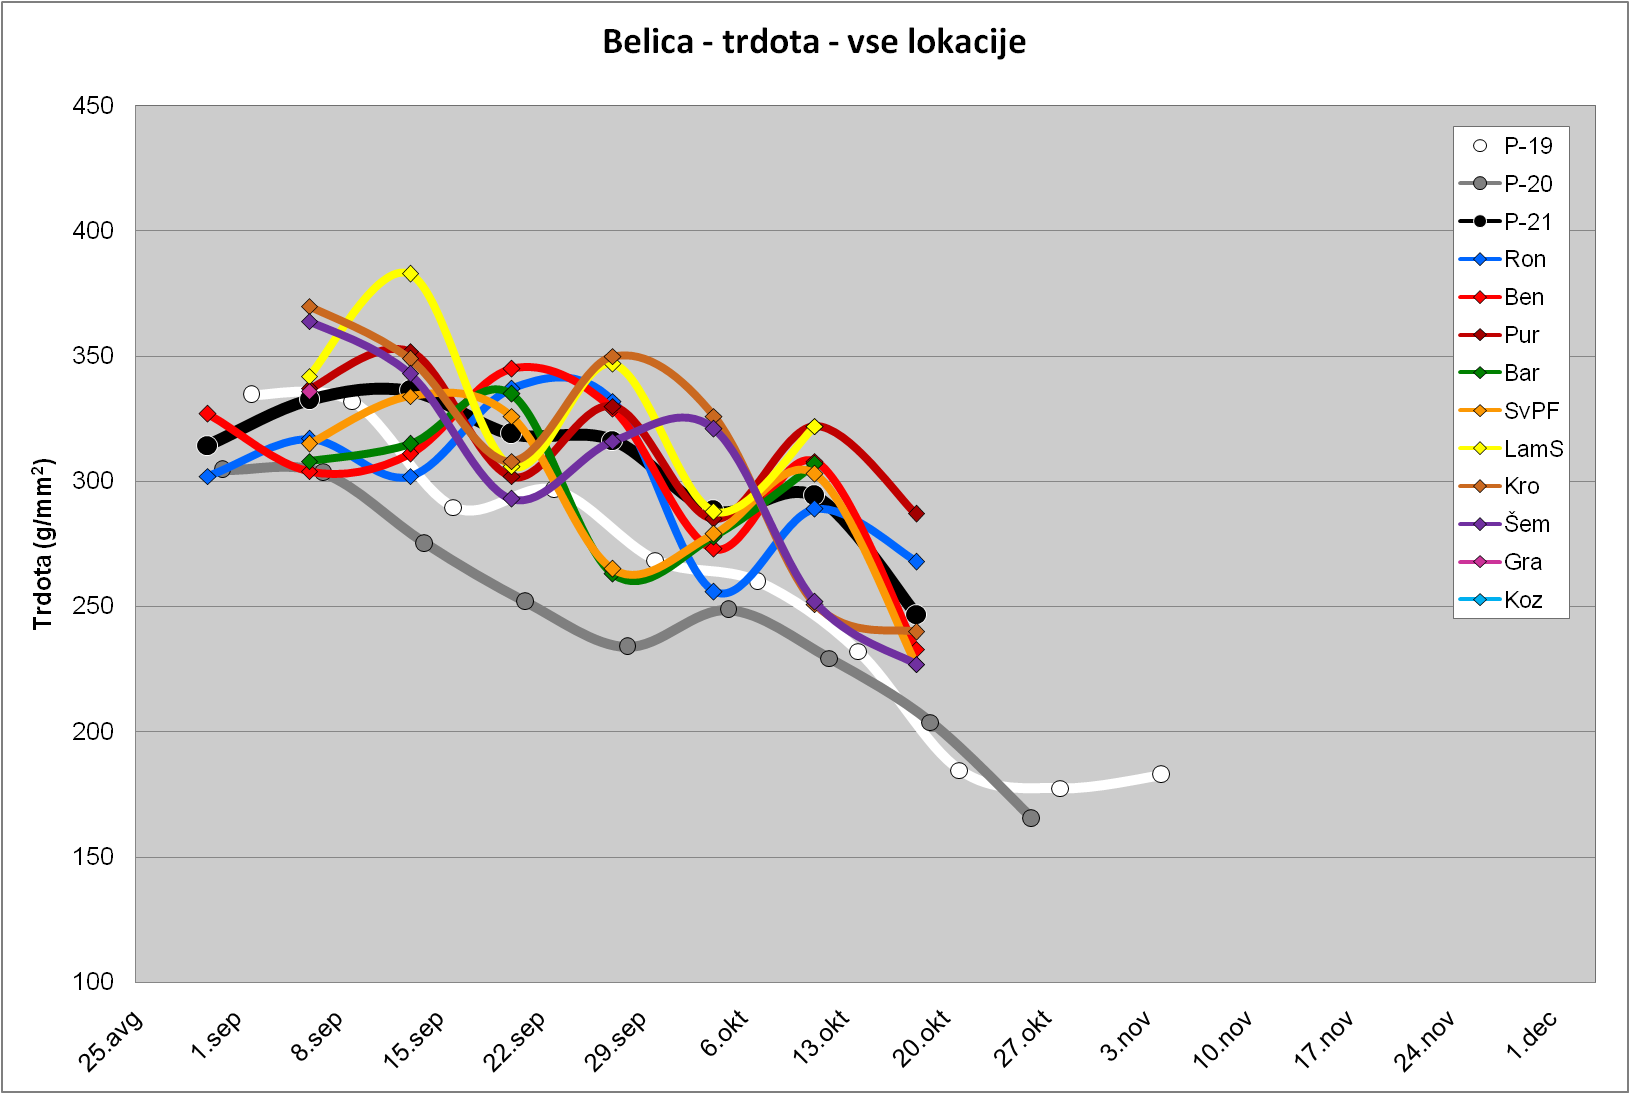 Belica - trdota - vse lokacije
450
400
350
300
250
200
150
100
Trdota (g/mm²)
25.avg
1.sep
8.sep
15.sep
22.sep
29.sep
6.okt
13.okt
20.okt
27.okt
3.nov
10.nov
17.nov
24.nov
1.dec
P-19
P-20
P-21
Ron
Ben
Pur
Bar
SvPF
LamS
Kro
Šem
Gra
Koz